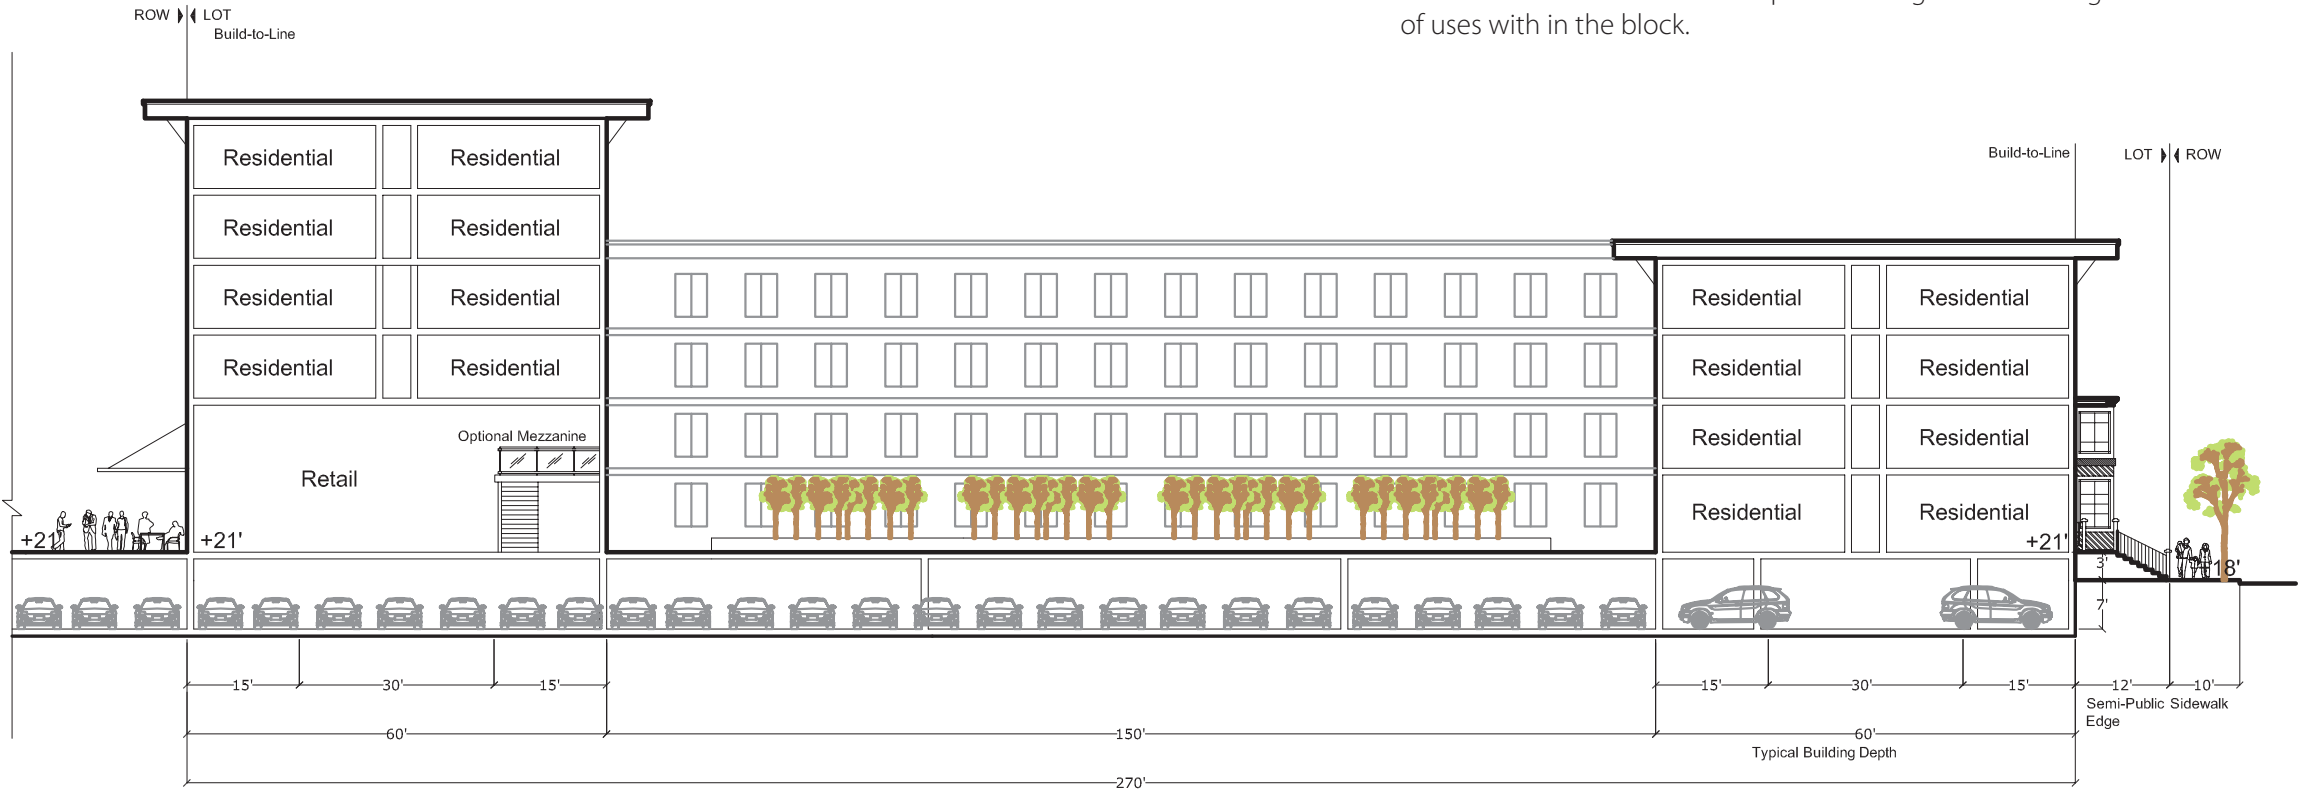 of uses with in the block.
ROW LOT
Build-to-Line
Build-to-Line
LOT ROW
Residential Residential
Residential Residential
Residential Residential
Residential Residential
Optional Mezzanine
Retail
+21' +21'
Residential Residential
Residential Residential
Residential Residential
Residential Residential
+21'
3'
18'
7'
15' 30' 15'
15' 30' 15' 12' 10'
Semi-Public Sidewalk
Edge
60' 150' 60'
Typical Building Depth
270'